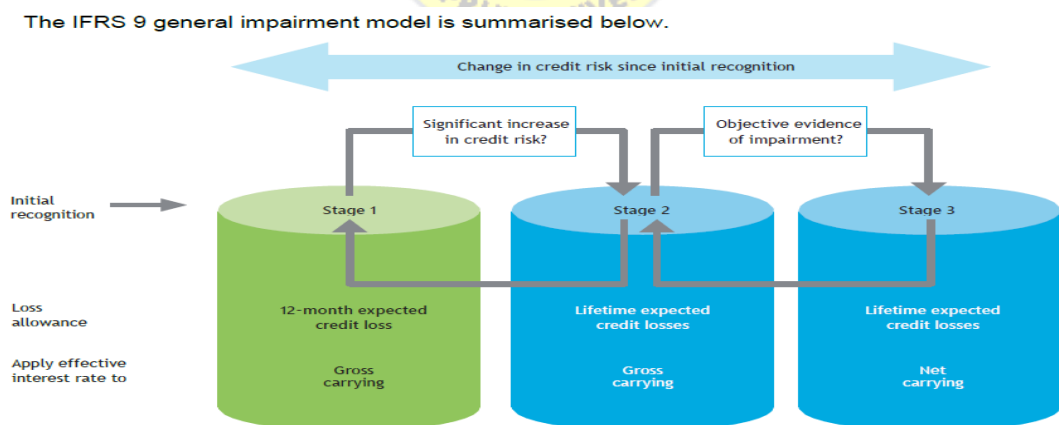 The IFRS 9 general impairment model is summarised below.
Change in credit risk since initial recognition
Significant increase
in credit risk?
Objective evidence
of impairment?
Initial
recognition
Stage 1
Stage 2
Stage 3
Loss
allowance
12-month expected
credit loss
Lifetime expected
credit losses
Lifetime expected
credit losses
Apply effective
interest rate to
Gross
carrying
Gross
carrying
Net
carrying